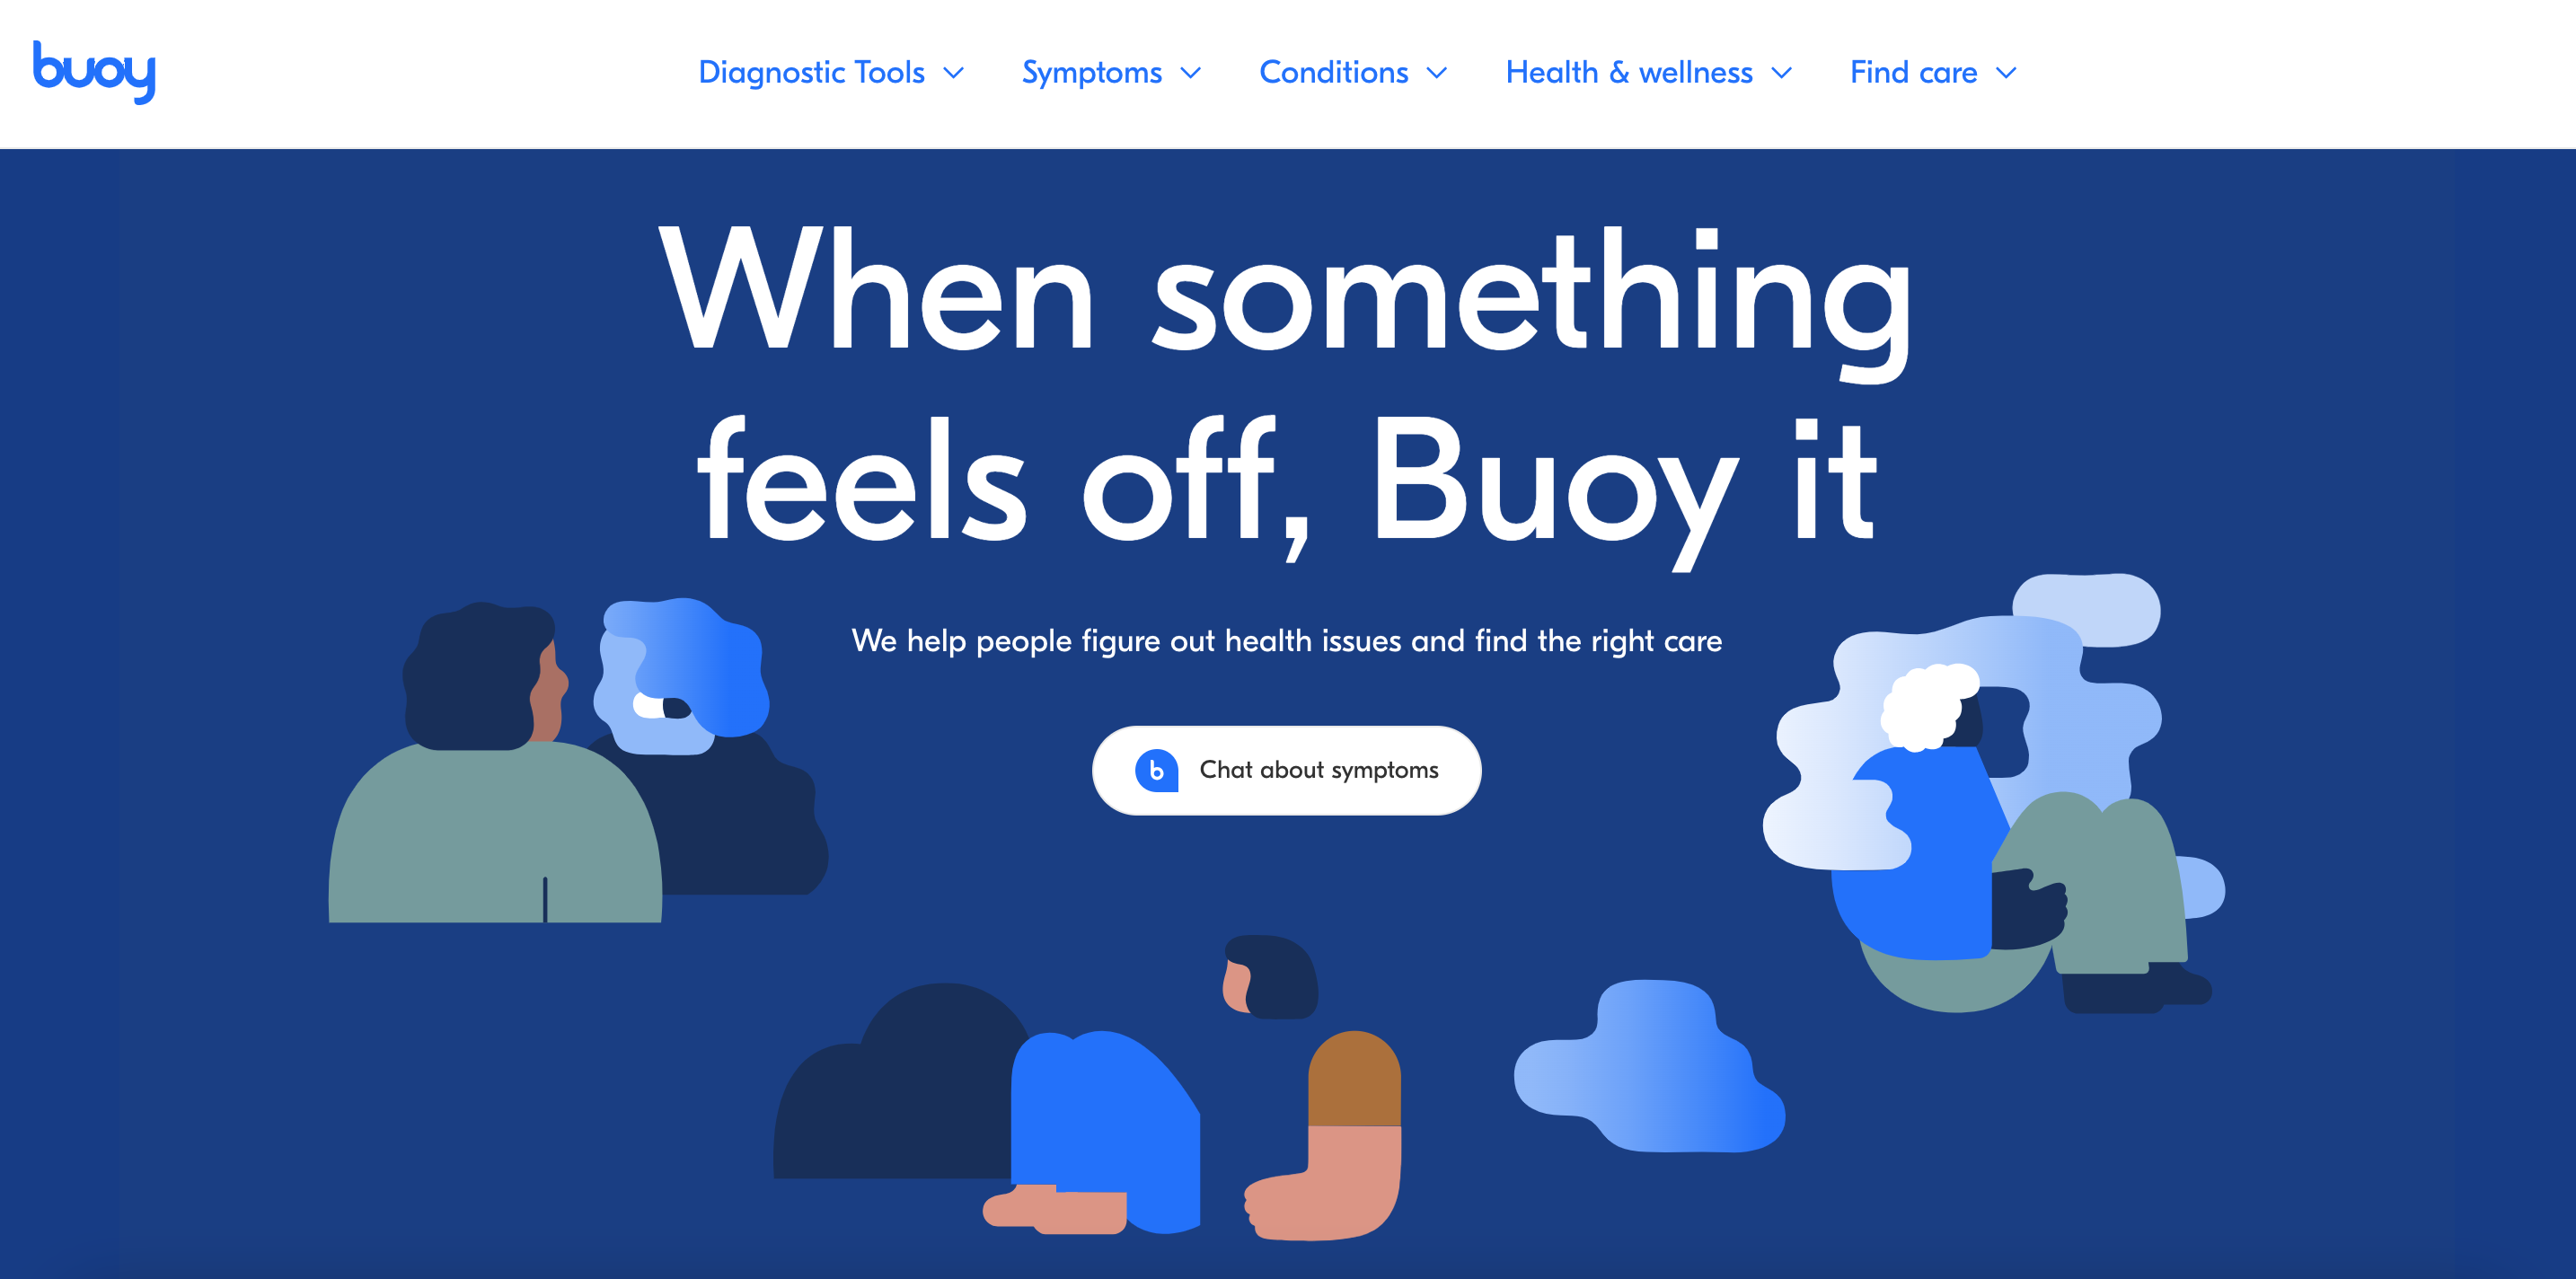 buoy
Diagnostic Tools
Symptoms
Conditions
Health & wellness
Find care
When something
feels off, Buoy it
We help people figure out health issues and find the right care
b Chat about symptoms